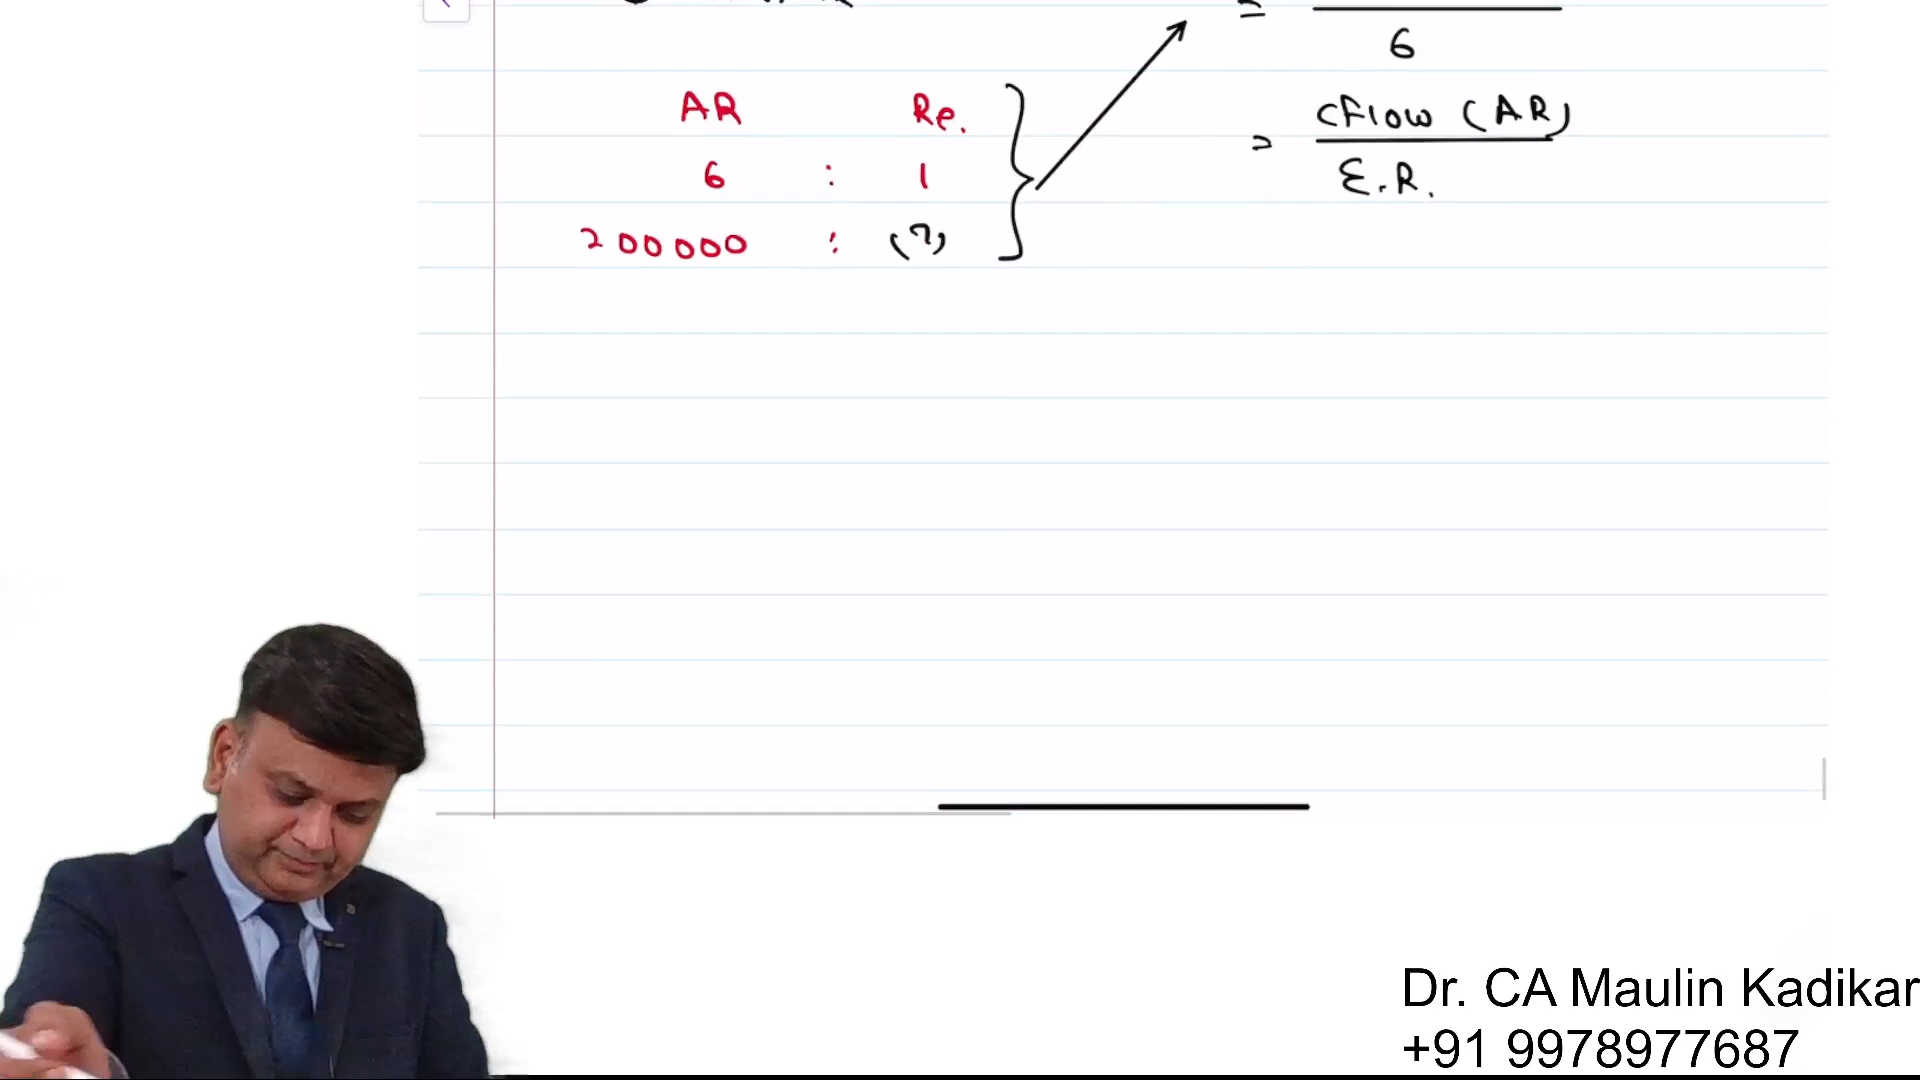 =
6
AR Re.
6 : 1
200000 : (?)
= cflow (AR)
E.R.
Dr. CA Maulin Kadikar
+91 9978977687